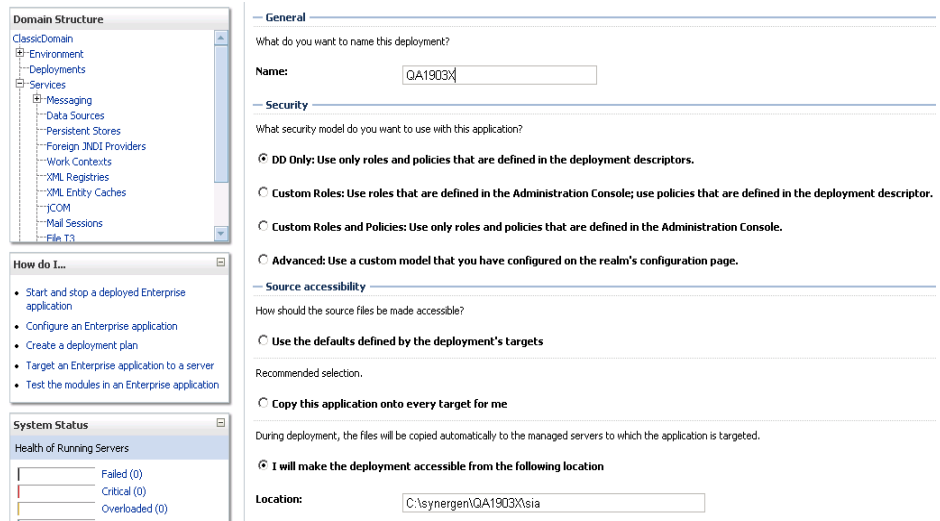 Domain Structure
ClassicDomain
Environment
Deployments
Services
Messaging
Data Sources
Persistent Stores
Foreign JNDI Providers
Work Contexts
XML Registries
XML Entity Caches
jCOM
Mail Sessions
File T3
How do I...
Start and stop a deployed Enterprise
application
Configure an Enterprise application
Create a deployment plan
Target an Enterprise application to a server
Test the modules in an Enterprise application
System Status
Health of Running Servers
Failed (0)
Critical (0)
Overloaded (0)
General
What do you want to name this deployment?
Name: QA1903X
Security
What security model do you want to use with this application?
DD Only: Use only roles and policies that are defined in the deployment descriptors.
Custom Roles: Use roles that are defined in the Administration Console; use policies that are defined in the deployment descriptor.
Custom Roles and Policies: Use only roles and policies that are defined in the Administration Console.
Advanced: Use a custom model that you have configured on the realm's configuration page.
Source accessibility
How should the source files be made accessible?
Use the defaults defined by the deployment's targets
Recommended selection.
Copy this application onto every target for me
During deployment, the files will be copied automatically to the managed servers to which the application is targeted.
I will make the deployment accessible from the following location
Location: C:\synergen\QA1903X\sia